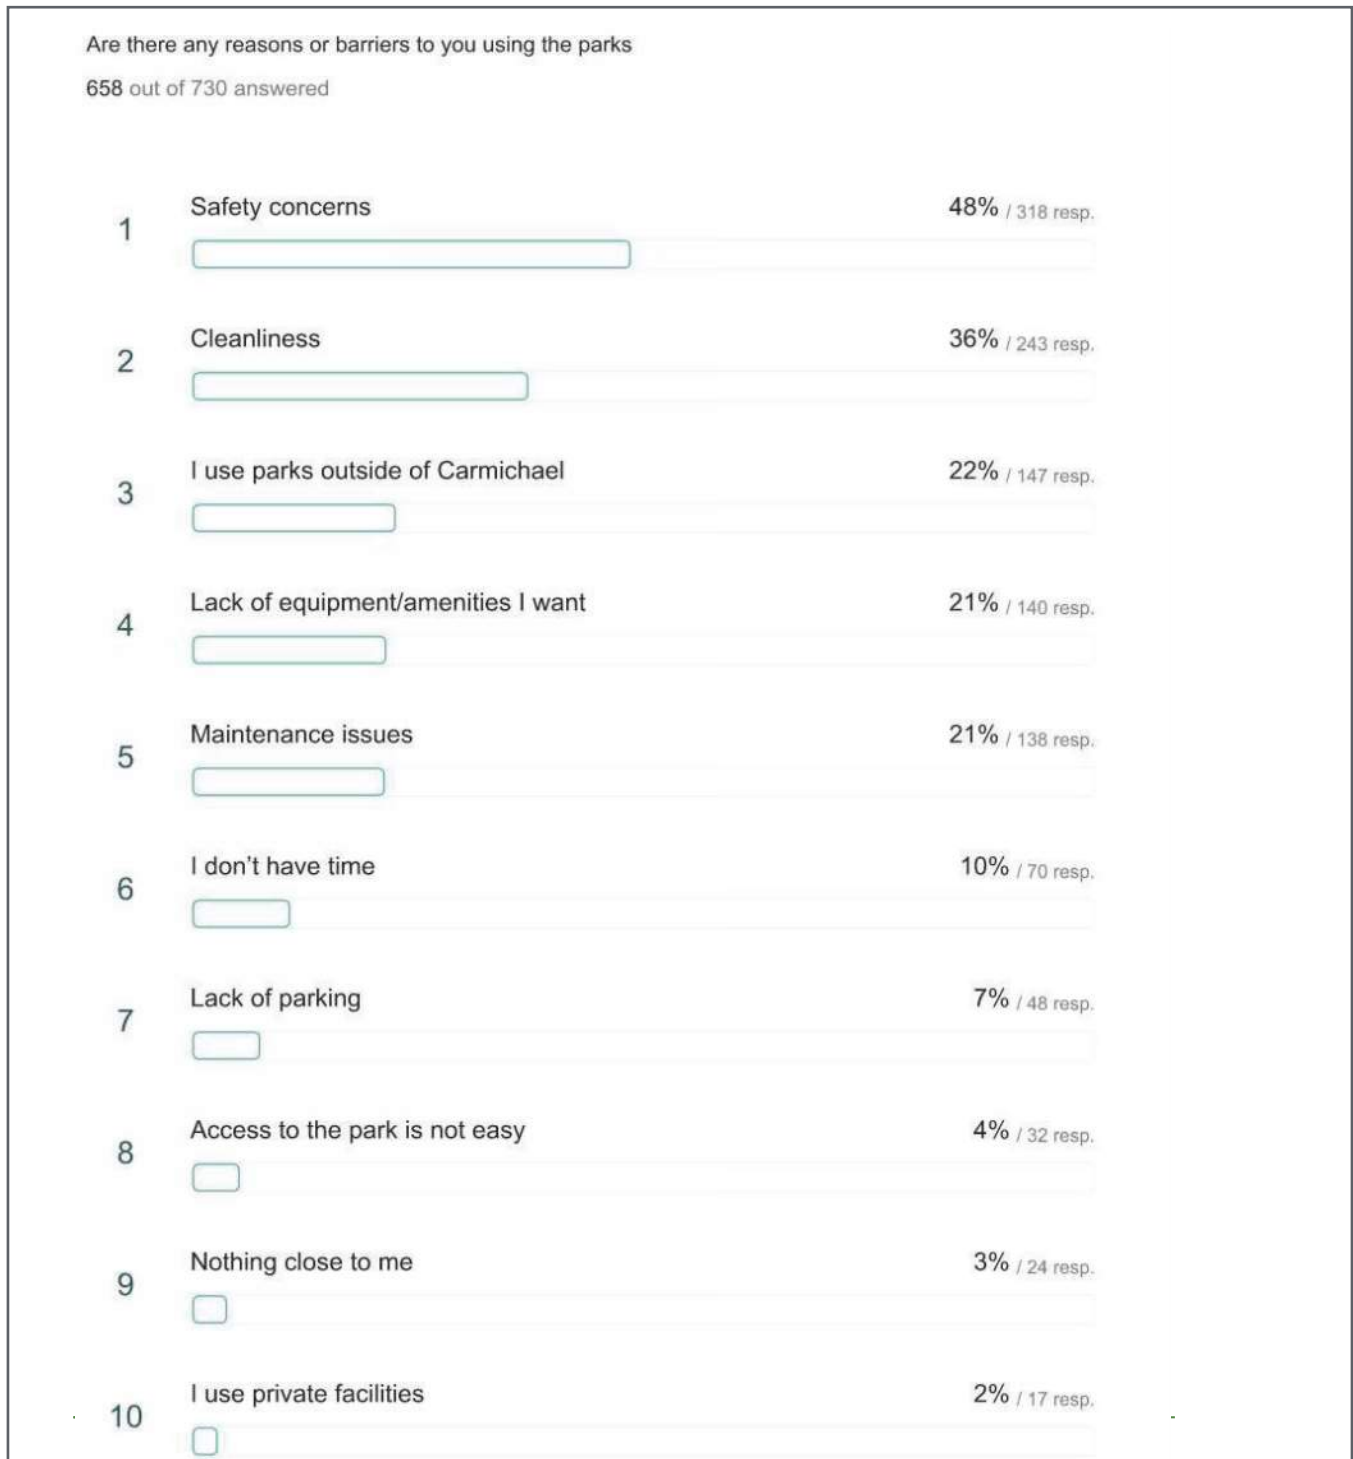 Are there any reasons or barriers to you using the parks
658 out of 730 answered
1 Safety concerns 48% / 318 resp.
2 Cleanliness 36% / 243 resp.
3 I use parks outside of Carmichael 22% / 147 resp.
4 Lack of equipment/amenities I want 21% / 140 resp.
5 Maintenance issues 21% / 138 resp.
6 I don't have time 10% / 70 resp.
7 Lack of parking 7% / 48 resp.
8 Access to the park is not easy 4% / 32 resp.
9 Nothing close to me 3% / 24 resp.
10 I use private facilities 2% / 17 resp.